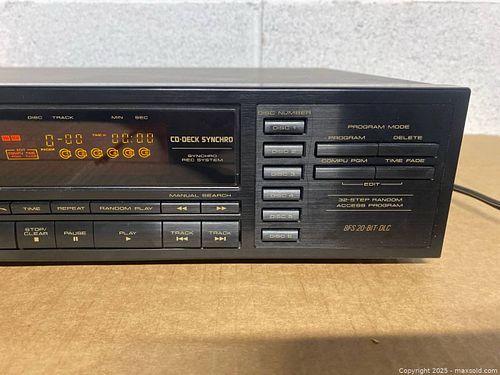 DISC TRACK MIN SEC
0-00 TIME 00:00
CD-DECK SYNCHRO
SYNCHRO
REC SYSTEM
DISC NUMBER
DISC 1
DISC 2
DISC 3
DISC 4
DISC 5
DISC 6
PROGRAM MODE
PROGRAM DELETE
COMPU PGM TIME FADE
EDIT
32-STEP RANDOM
ACCESS PROGRAM
8FS 20-BIT·DLC
MANUAL SEARCH
TIME REPEAT RANDOM PLAY
STOP/
CLEAR PAUSE PLAY TRACK TRACK
Copyright 2025 - maxsold.com